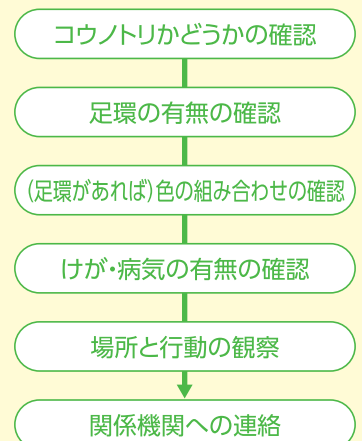 コウノトリかどうかの確認
足環の有無の確認
(足環があれば)色の組み合わせの確認
けが・病気の有無の確認
場所と行動の観察
関係機関への連絡